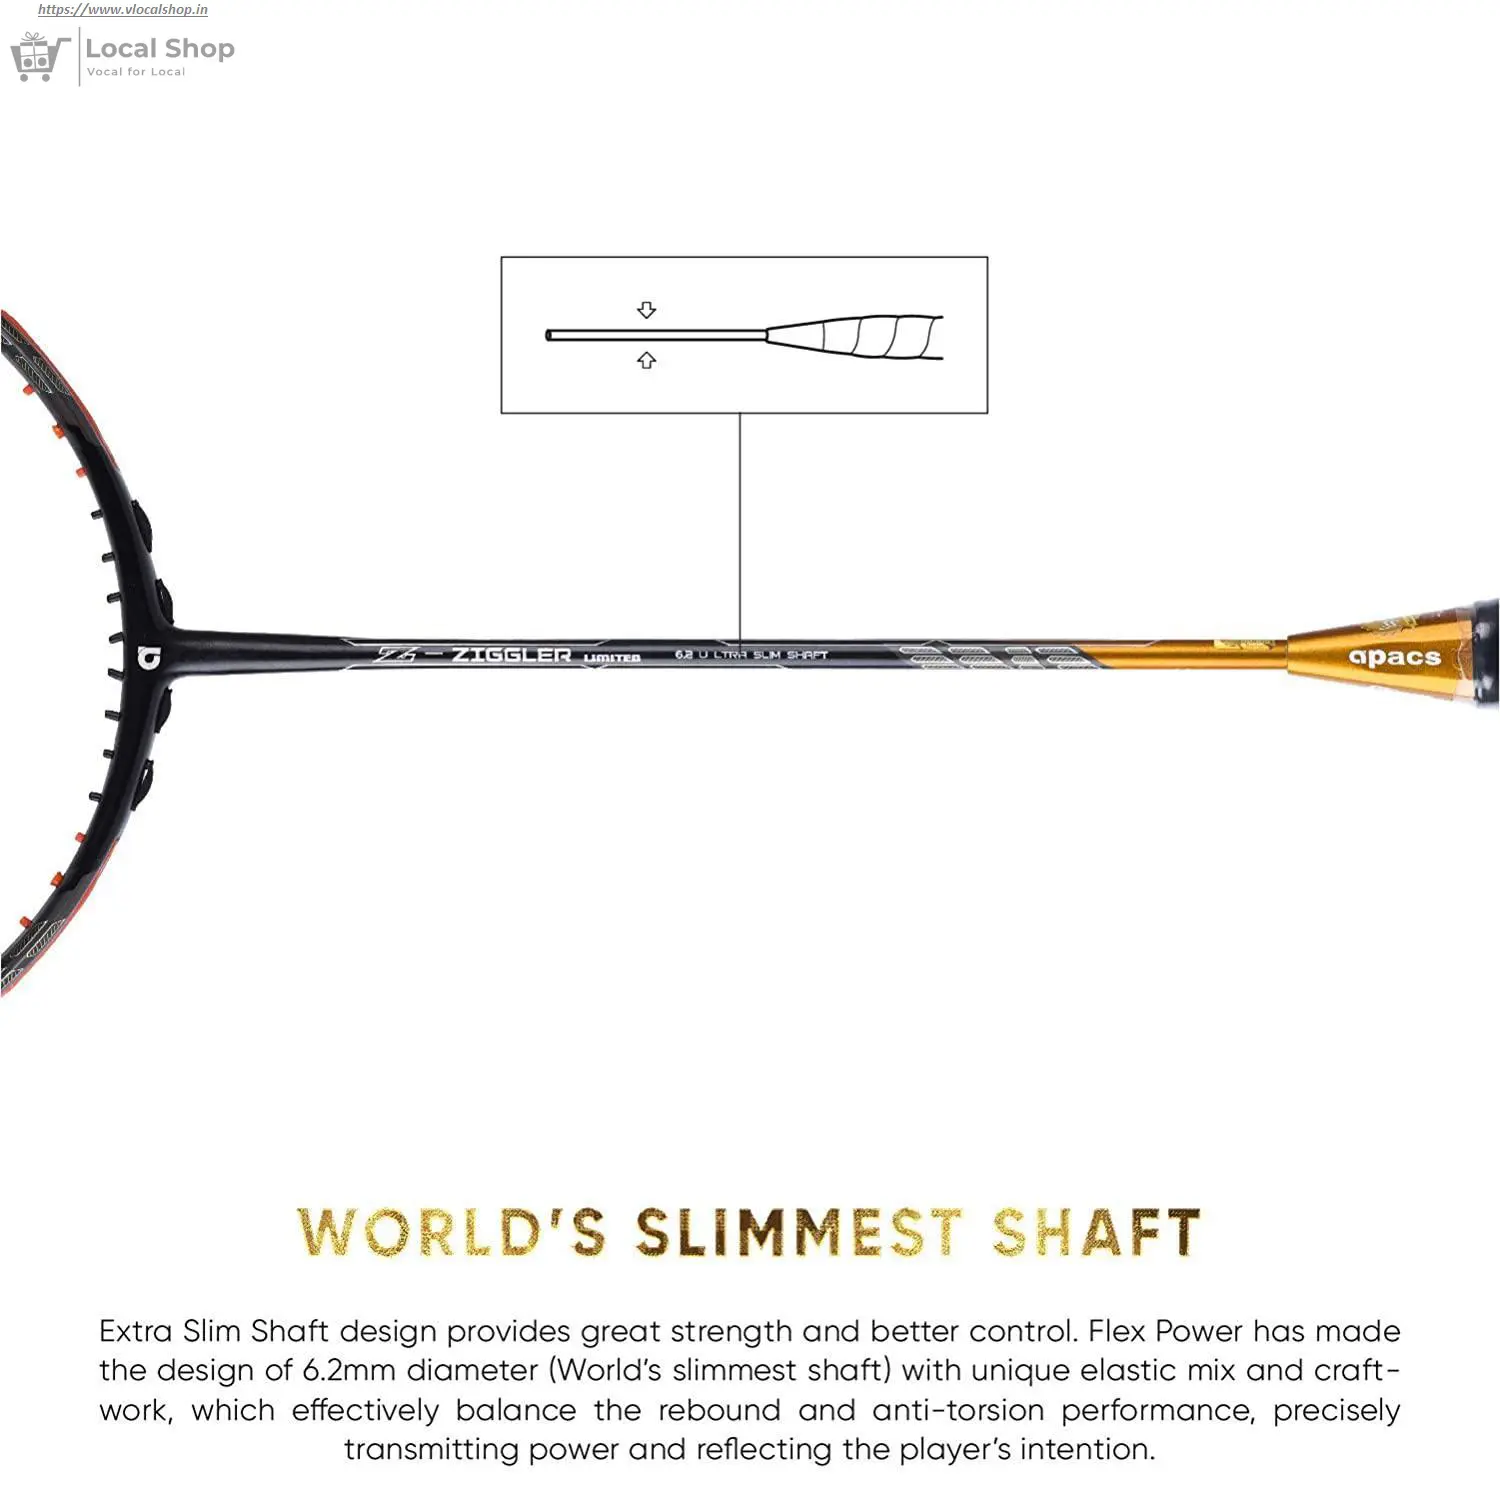 https://www.vlocalshop.in
Local Shop
Vocal for Local
Z - ZIGGLER LIMITED 6.2 U LTRA SLIM SHAFT
apacs
WORLD'S SLIMMEST SHAFT
Extra Slim Shaft design provides great strength and better control. Flex Power has made
the design of 6.2mm diameter (World's slimmest shaft) with unique elastic mix and craft-
work, which effectively balance the rebound and anti-torsion performance, precisely
transmitting power and reflecting the player's intention.